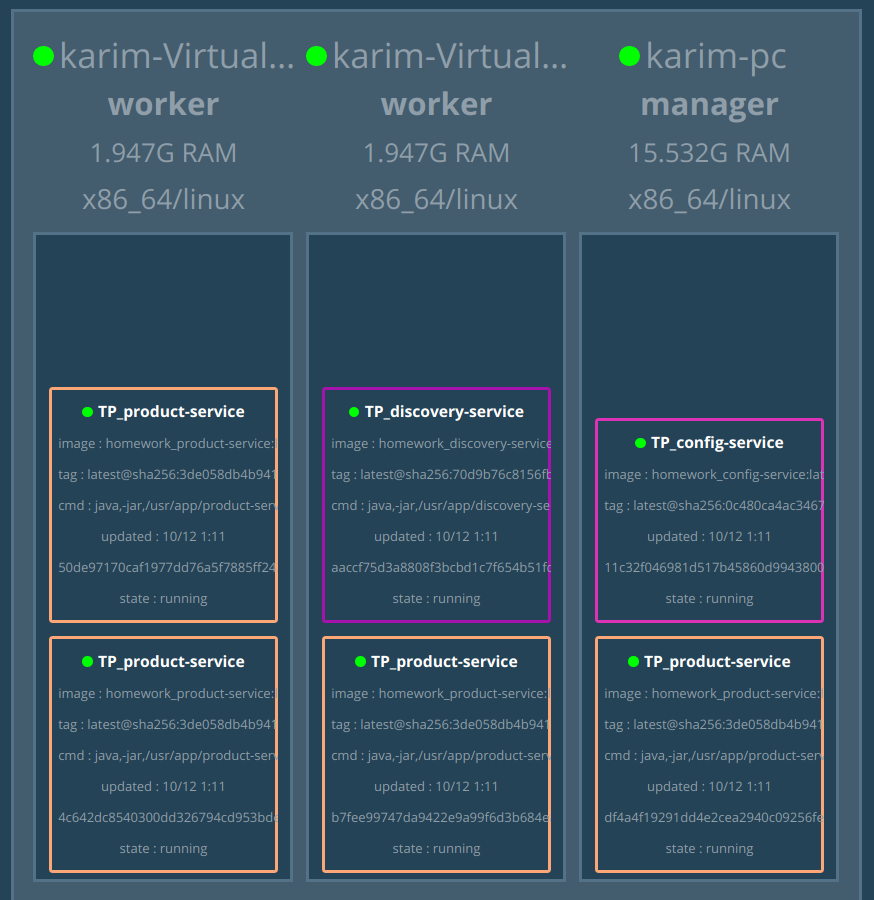 karim-Virtual...
worker
1.947G RAM
x86_64/linux
TP_product-service
image : homework_product-service:
tag : latest@sha256:3de058db4b941
cmd : java,-jar,/usr/app/product-serv
updated : 10/12 1:11
50de97170caf1977dd76a5f7885ff24
state : running
TP_product-service
image : homework_product-service:
tag : latest@sha256:3de058db4b941
cmd : java,-jar,/usr/app/product-serv
updated : 10/12 1:11
4c642dc8540300dd326794cd953bde
state : running
karim-Virtual...
worker
1.947G RAM
x86_64/linux
TP_discovery-service
image : homework_discovery-service
tag : latest@sha256:70d9b76c8156fb
cmd : java,-jar,/usr/app/discovery-se
updated : 10/12 1:11
aaccf75d3a8808f3bcbd1c7f654b51fc
state : running
TP_product-service
image : homework_product-service:
tag : latest@sha256:3de058db4b941
cmd : java,-jar,/usr/app/product-serv
updated : 10/12 1:11
b7fee99747da9422e9a99f6d3b684e
state : running
karim-pc
manager
15.532G RAM
x86_64/linux
TP_config-service
image : homework_config-service:lat
tag : latest@sha256:0c480ca4ac3467
cmd : java,-jar,/usr/app/product-serv
updated : 10/12 1:11
11c32f046981d517b45860d9943800
state : running
TP_product-service
image : homework_product-service:
tag : latest@sha256:3de058db4b941
cmd : java,-jar,/usr/app/product-serv
updated : 10/12 1:11
df4a4f19291dd4e2cea2940c09256fe
state : running